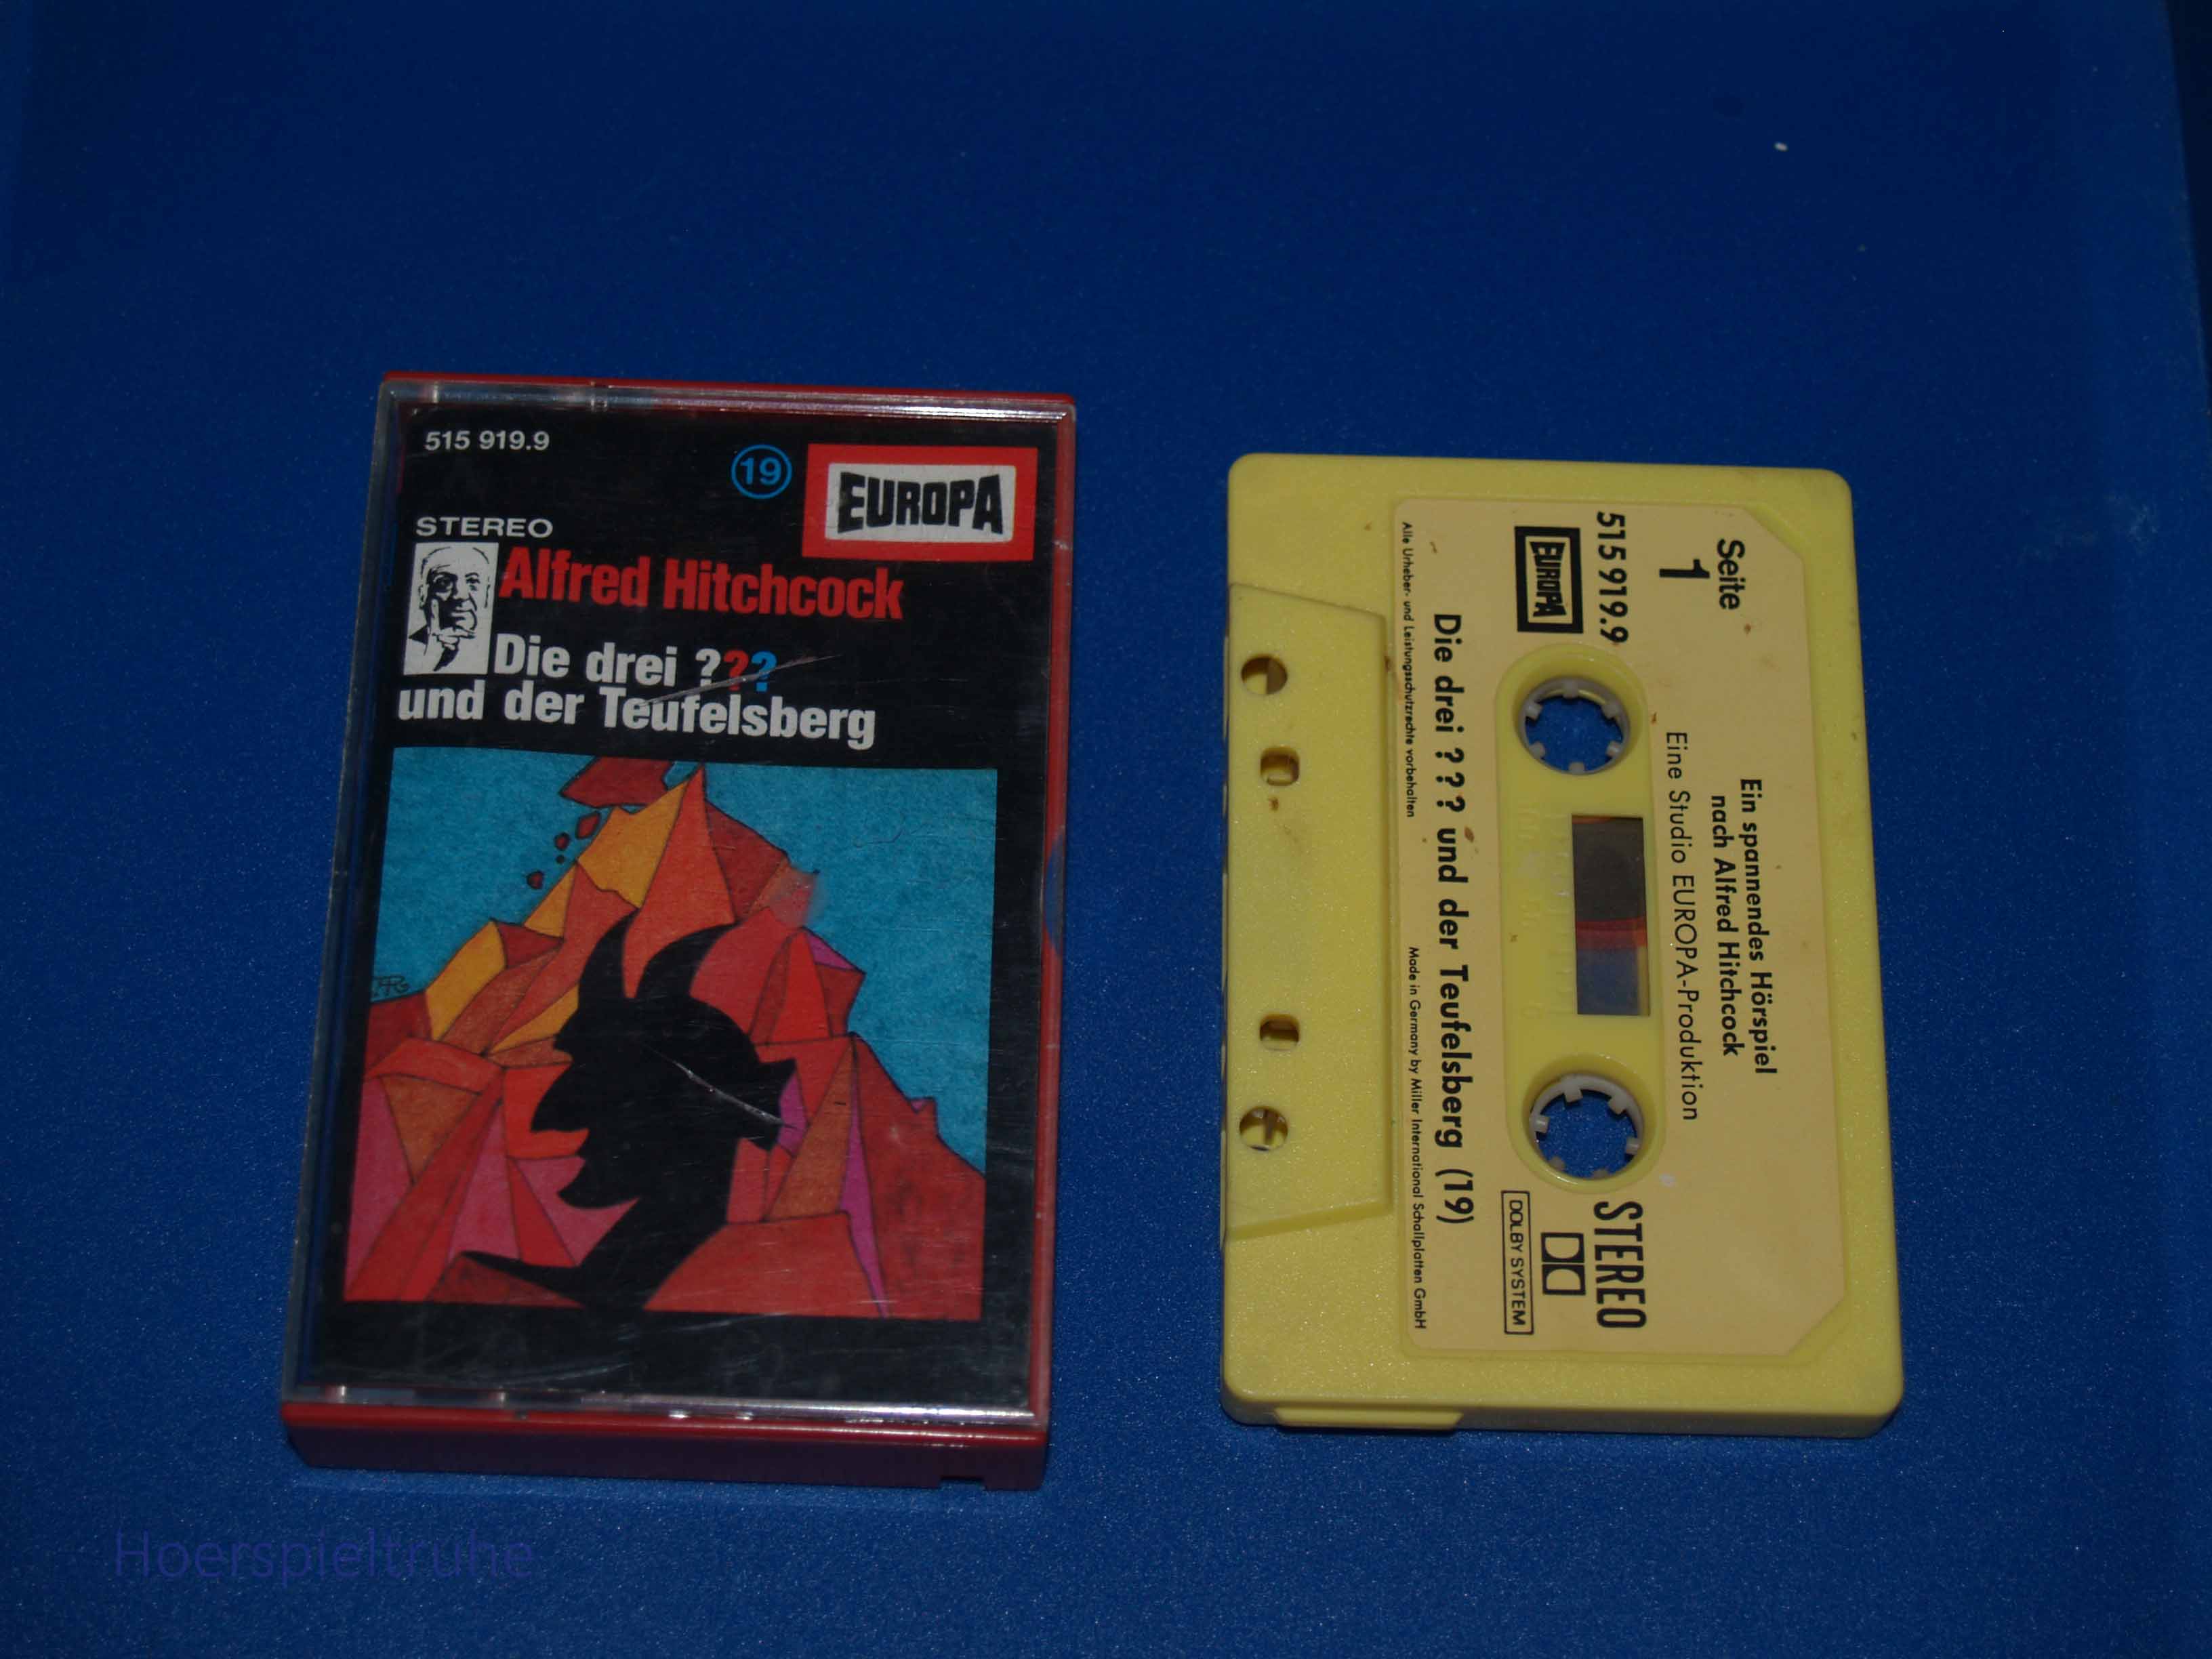 515 919.9
19
EUROPA
STEREO
Alfred Hitchcock
Die drei ???
und der Teufelsberg
Seite
1
Ein spannendes Hörspiel
nach Alfred Hitchcock
Eine Studio EUROPA-Produktion
515 919.9
EUROPA
STEREO
DOLBY SYSTEM
Die drei ??? und der Teufelsberg (19)
Alle Urheber- und Leistungsschutzrechte vorbehalten
Made in Germany by Miller International Schallplatten GmbH
Hoerspieltruhe